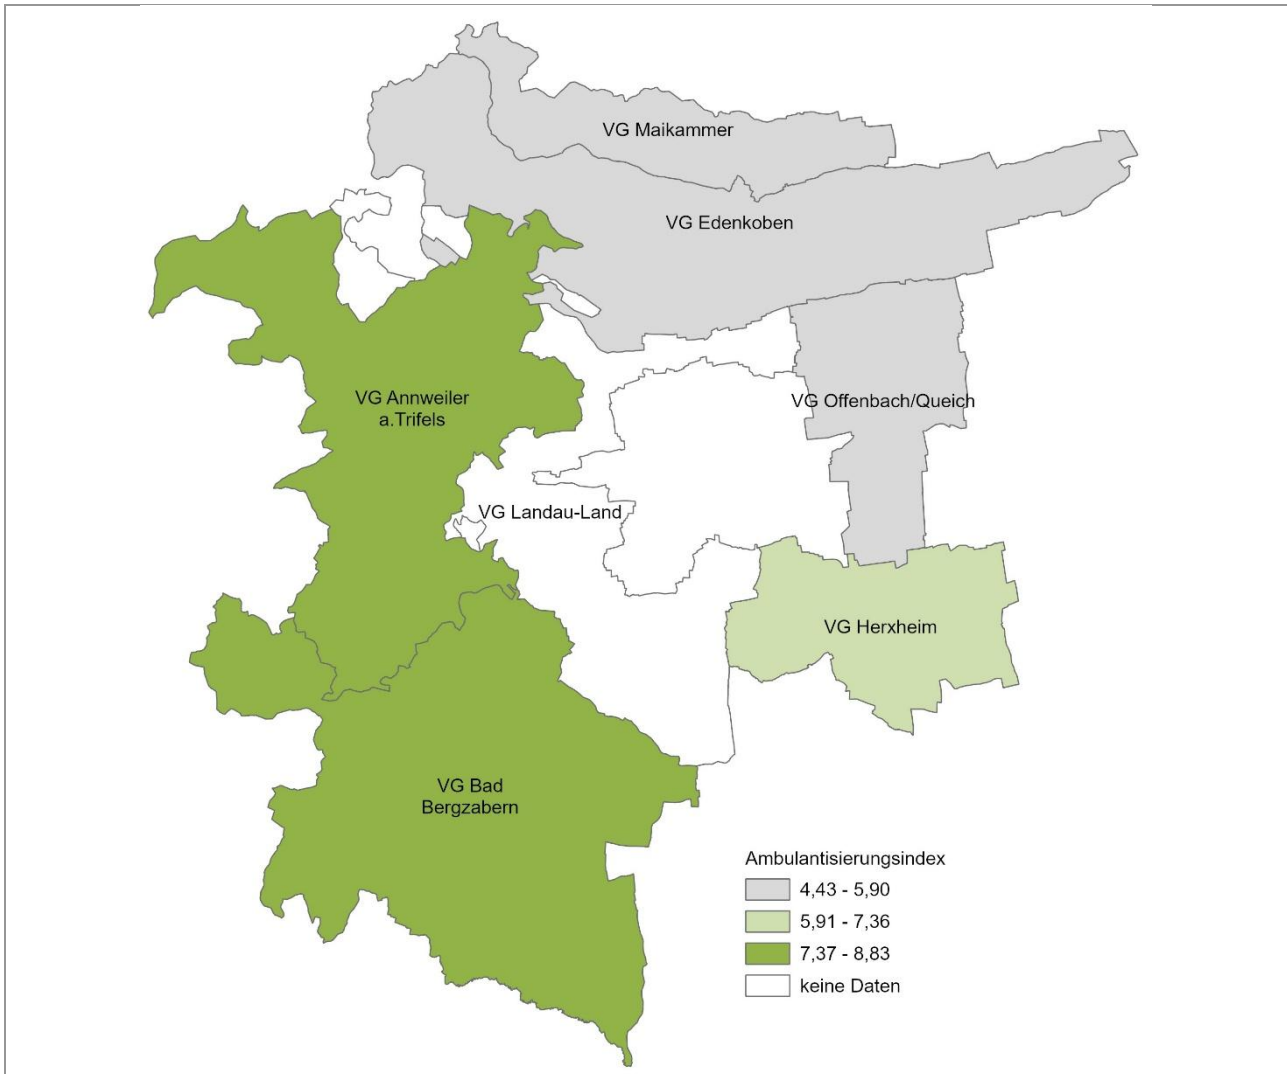 VG Maikammer
VG Edenkoben
VG Annweiler
a.Trifels
VG Offenbach/Queich
VG Landau-Land
VG Herxheim
VG Bad
Bergzabern
Ambulantisierungsindex
4,43 - 5,90
5,91 - 7,36
7,37 - 8,83
keine Daten